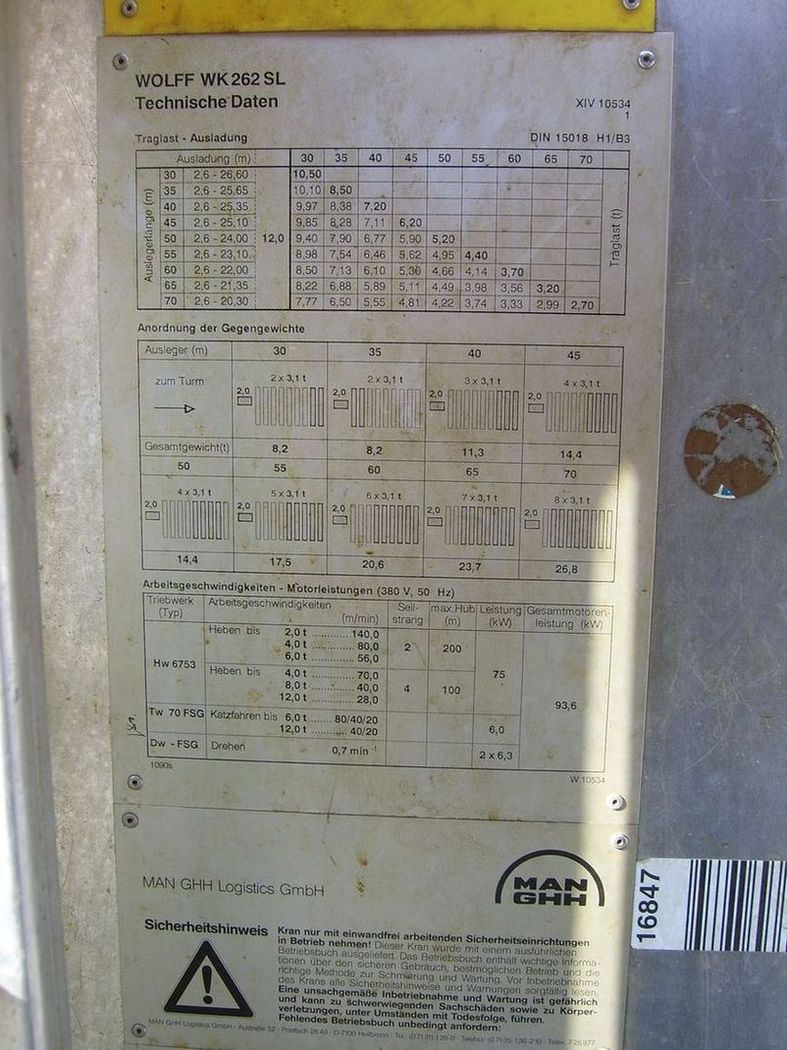 WOLFF WK 262 SL
Technische Daten
XIV 10534
1
Traglast - Ausladung DIN 15018 H1/B3
Ausladung (m) 30 35 40 45 50 55 60 65 70
Auslegerlänge (m)
Traglast (t)
12,0
30 2,6 - 26,60 10,50
35 2,6 - 25,65 10,10 8,50
40 2,6 - 25,35 9,97 8,38 7,20
45 2,6 - 25,10 9,85 8,28 7,11 6,20
50 2,6 - 24,00 9,40 7,90 6,77 5,90 5,20
55 2,6 - 23,10 8,98 7,54 6,46 5,62 4,95 4,40
60 2,6 - 22,00 8,50 7,13 6,10 5,30 4,66 4,14 3,70
65 2,6 - 21,35 8,22 6,88 5,89 5,11 4,49 3,98 3,56 3,20
70 2,6 - 20,30 7,77 6,50 5,55 4,81 4,22 3,74 3,33 2,99 2,70
Anordnung der Gegengewichte
Ausleger (m) 30 35 40 45
zum Turm 2 x 3,1 t 2 x 3,1 t 3 x 3,1 t 4 x 3,1 t
2,0 2,0 2,0 2,0
Gesamtgewicht(t) 8,2 8,2 11,3 14,4
50 55 60 65 70
4 x 3,1 t 5 x 3,1 t 6 x 3,1 t 7 x 3,1 t 8 x 3,1 t
2,0 2,0 2,0 2,0 2,0
14,4 17,5 20,6 23,7 26,8
Arbeitsgeschwindigkeiten - Motorleistungen (380 V, 50 Hz)
Triebwerk Arbeitsgeschwindigkeiten Seil- max.Hub Leistung Gesamtmotoren-
(Typ) (m/min) strang (m) (kW) leistung (kW)
Heben bis 2,0 t ............ 140,0
4,0 t ............ 80,0 2 200
6,0 t ............ 56,0
Hw 6753 75
Heben bis 4,0 t ............ 70,0
8,0 t ............ 40,0 4 100
12,0 t ............ 28,0
93,6
Tw 70 FSG Katzfahren bis 6,0 t ....... 80/40/20
12,0 t .......... 40/20 6,0
Dw - FSG Drehen 0,7 min -1 2 x 6,3
1090s W 10534
MAN GHH Logistics GmbH
MAN
GHH
16847
Sicherheitshinweis
Kran nur mit einwandfrei arbeitenden Sicherheitseinrichtungen
in Betrieb nehmen! Dieser Kran wurde mit einem ausführlichen
Betriebsbuch ausgeliefert. Das Betriebsbuch enthält wichtige Informa-
tionen über den sicheren Gebrauch, bestmöglichen Betrieb und die
richtige Methode zur Schmierung und Wartung. Vor Inbetriebnahme
des Krans alle Sicherheitshinweise und Warnungen sorgfältig lesen.
Eine unsachgemäße Inbetriebnahme und Wartung ist gefährlich
und kann zu schwerwiegenden Sachschäden sowie zu Körper-
verletzungen, unter Umständen mit Todesfolge, führen.
Fehlendes Betriebsbuch unbedingt anfordern:
MAN GHH Logistics GmbH - Austraße 52 - Postfach 2640 - D-7100 Heilbronn - Tel.: (07131) 136-0 - Telefax: (07131) 136-210 - Telex: 728877